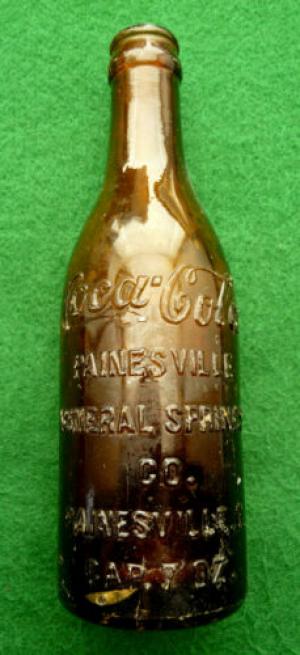 Coca-Cola
PAINESVILLE
MINERAL SPRINGS
CO.
PAINESVILLE, O.
CAP. 7 OZ.